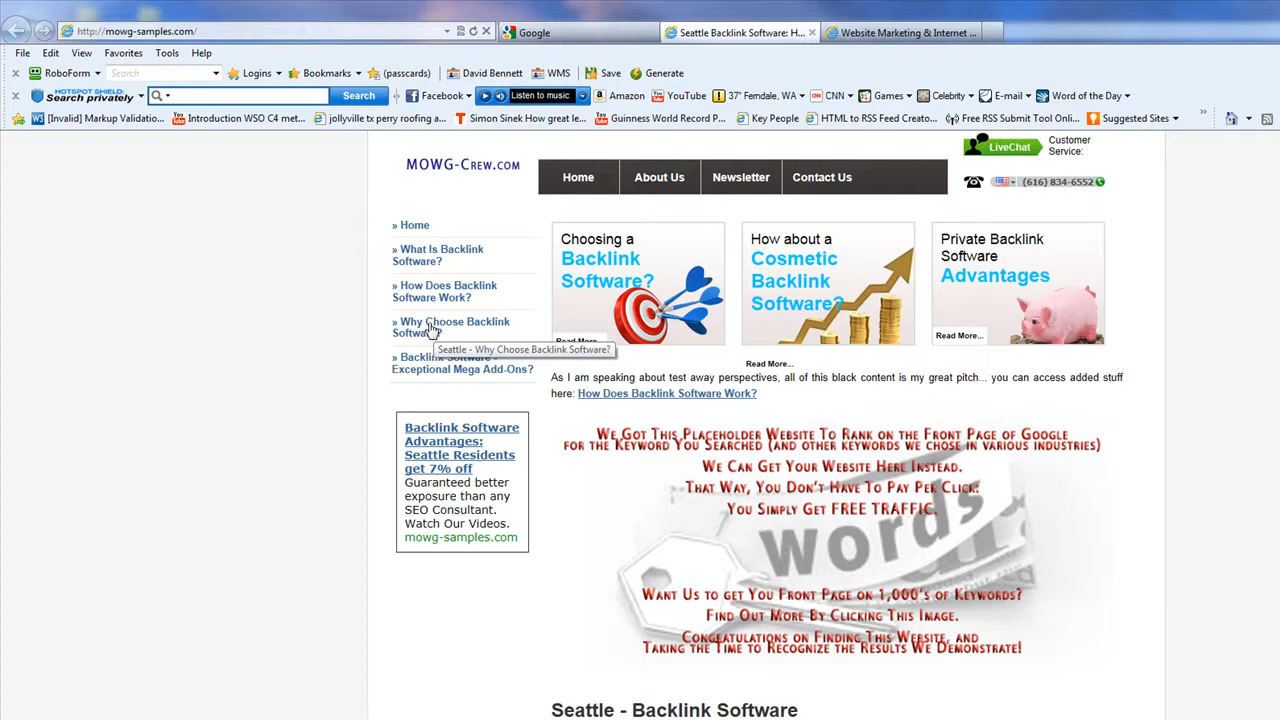 http://mowg-samples.com/
Google
Seattle Backlink Software: H...
Website Marketing & Internet ...
File Edit View Favorites Tools Help
RoboForm Search Logins Bookmarks (passcards) David Bennett WMS Save Generate
HOTSPOT SHIELD:
Search privately Search Facebook Listen to music Amazon YouTube 37° Ferndale, WA CNN Games Celebrity E-mail Word of the Day
[Invalid] Markup Validatio... Introduction WSO C4 met... jollyville tx perry roofing a... Simon Sinek How great le... Guinness World Record P... Key People HTML to RSS Feed Creato... Free RSS Submit Tool Onli... Suggested Sites
MOWG-Crew.com
Home About Us Newsletter Contact Us
LiveChat
Customer
Service:
(616) 834-6552
» Home
» What Is Backlink
Software?
» How Does Backlink
Software Work?
» Why Choose Backlink
Software?
Seattle - Why Choose Backlink Software?
» Backlink Software -
Exceptional Mega Add-Ons?
Choosing a
Backlink
Software?
Read More...
How about a
Cosmetic
Backlink
Software?
Read More...
Private Backlink
Software
Advantages
Read More...
As I am speaking about test away perspectives, all of this black content is my great pitch... you can access added stuff
here: How Does Backlink Software Work?
Backlink Software
Advantages:
Seattle Residents
get 7% off
Guaranteed better
exposure than any
SEO Consultant.
Watch Our Videos.
mowg-samples.com
We Got This Placeholder Website To Rank on the Front Page of Google
for the Keyword You Searched (and other keywords we chose in various industries)
We Can Get Your Website Here Instead.
That Way, You Don't Have To Pay Per Click:
You Simply Get FREE TRAFFIC.
words
Want Us to get You Front Page on 1,000's of Keywords?
Find Out More By Clicking This Image.
Congratulations on Finding This Website, and
Taking the Time to Recognize the Results We Demonstrate!
Seattle - Backlink Software